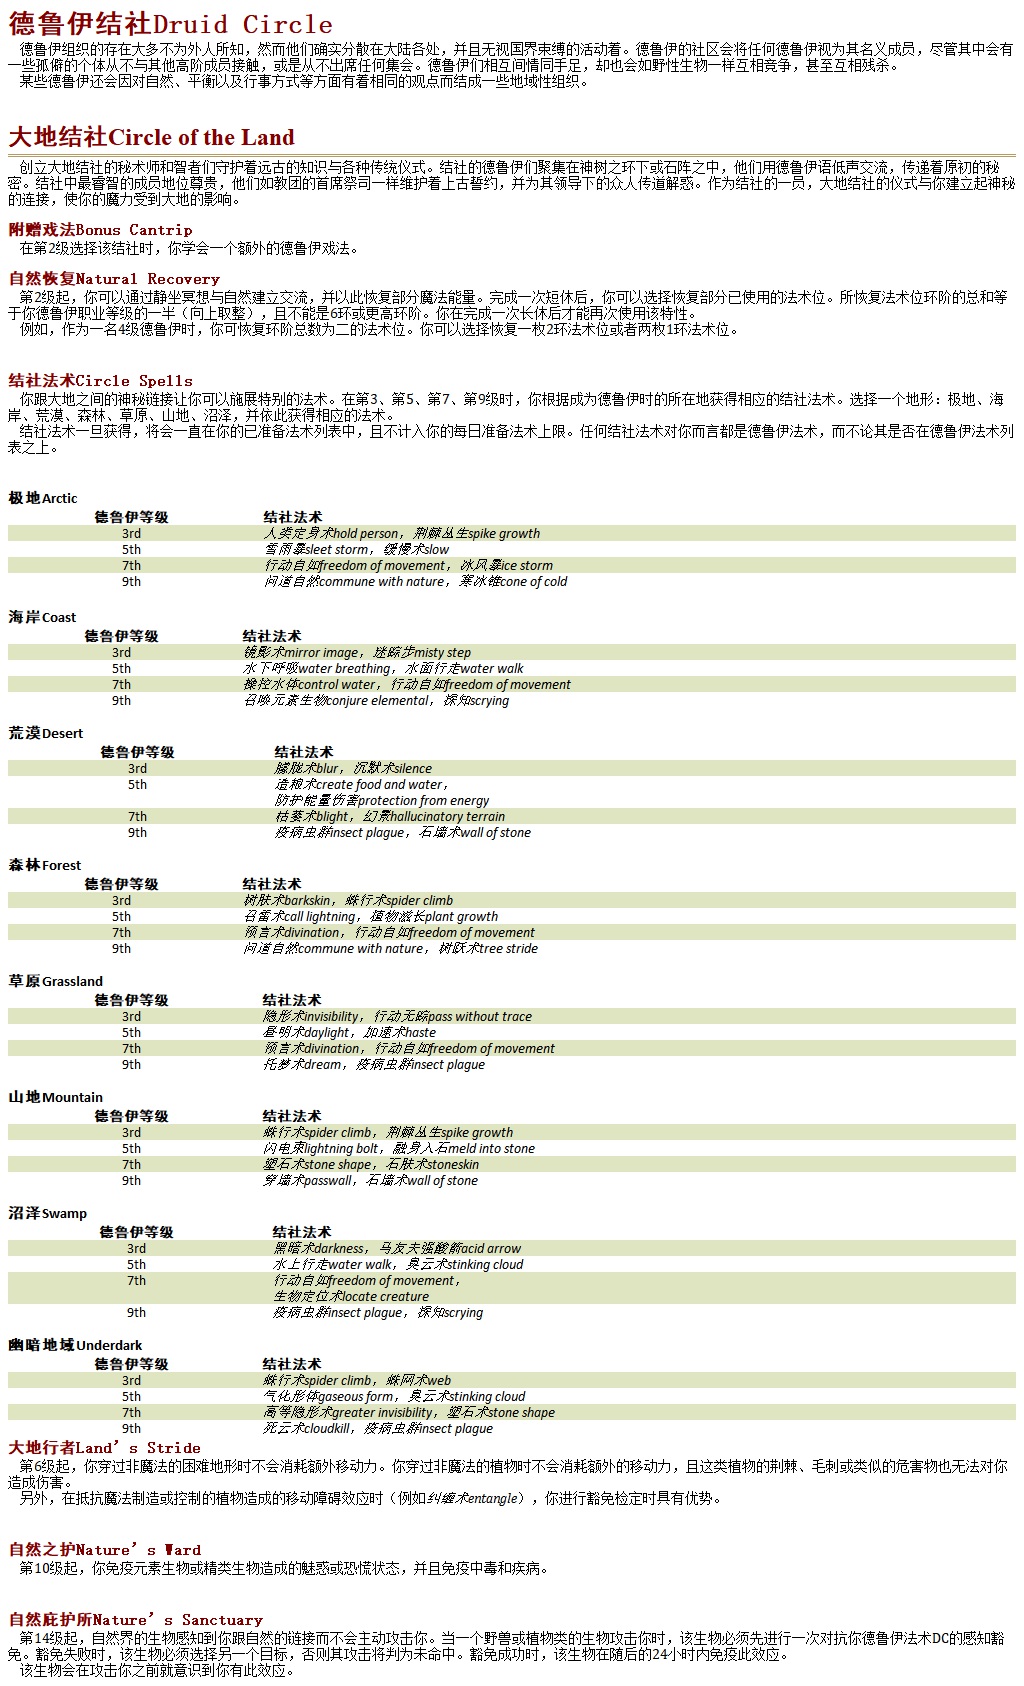 德鲁伊结社Druid Circle
德鲁伊组织的存在大多不为外人所知，然而他们确实分散在大陆各处，并且无视国界束缚的活动着。德鲁伊的社区会将任何德鲁伊视为其名义成员，尽管其中会有
一些孤僻的个体从不与其他高阶成员接触，或是从不出席任何集会。德鲁伊们相互间情同手足，却也会如野性生物一样互相竞争，甚至互相残杀。
某些德鲁伊还会因对自然、平衡以及行事方式等方面有着相同的观点而结成一些地域性组织。
大地结社Circle of the Land
创立大地结社的秘术师和智者们守护着远古的知识与各种传统仪式。结社的德鲁伊们聚集在神树之环下或石阵之中，他们用德鲁伊语低声交流，传递着原初的秘
密。结社中最睿智的成员地位尊贵，他们如教团的首席祭司一样维护着上古誓约，并为其领导下的众人传道解惑。作为结社的一员，大地结社的仪式与你建立起神秘
的连接，使你的魔力受到大地的影响。
附赠戏法Bonus Cantrip
在第2级选择该结社时，你学会一个额外的德鲁伊戏法。
自然恢复Natural Recovery
第2级起，你可以通过静坐冥想与自然建立交流，并以此恢复部分魔法能量。完成一次短休后，你可以选择恢复部分已使用的法术位。所恢复法术位环阶的总和等
于你德鲁伊职业等级的一半（向上取整），且不能是6环或更高环阶。你在完成一次长休后才能再次使用该特性。
例如，作为一名4级德鲁伊时，你可恢复环阶总数为二的法术位。你可以选择恢复一枚2环法术位或者两枚1环法术位。
结社法术Circle Spells
你跟大地之间的神秘链接让你可以施展特别的法术。在第3、第5、第7、第9级时，你根据成为德鲁伊时的所在地获得相应的结社法术。选择一个地形：极地、海
岸、荒漠、森林、草原、山地、沼泽，并依此获得相应的法术。
结社法术一旦获得，将会一直在你的已准备法术列表中，且不计入你的每日准备法术上限。任何结社法术对你而言都是德鲁伊法术，而不论其是否在德鲁伊法术列
表之上。
极地Arctic
德鲁伊等级 结社法术
3rd 人类定身术hold person，荆棘丛生spike growth
5th 雪雨暴sleet storm，缓慢术slow
7th 行动自如freedom of movement，冰风暴ice storm
9th 问道自然commune with nature，寒冰锥cone of cold
海岸Coast
德鲁伊等级 结社法术
3rd 镜影术mirror image，迷踪步misty step
5th 水下呼吸water breathing，水面行走water walk
7th 操控水体control water，行动自如freedom of movement
9th 召唤元素生物conjure elemental，探知scrying
荒漠Desert
德鲁伊等级 结社法术
3rd 朦胧术blur，沉默术silence
5th 造粮术create food and water，
防护能量伤害protection from energy
7th 枯萎术blight，幻景hallucinatory terrain
9th 疫病虫群insect plague，石墙术wall of stone
森林Forest
德鲁伊等级 结社法术
3rd 树肤术barkskin，蛛行术spider climb
5th 召雷术call lightning，植物滋长plant growth
7th 预言术divination，行动自如freedom of movement
9th 问道自然commune with nature，树跃术tree stride
草原Grassland
德鲁伊等级 结社法术
3rd 隐形术invisibility，行动无踪pass without trace
5th 昼明术daylight，加速术haste
7th 预言术divination，行动自如freedom of movement
9th 托梦术dream，疫病虫群insect plague
山地Mountain
德鲁伊等级 结社法术
3rd 蛛行术spider climb，荆棘丛生spike growth
5th 闪电束lightning bolt，融身入石meld into stone
7th 塑石术stone shape，石肤术stoneskin
9th 穿墙术passwall，石墙术wall of stone
沼泽Swamp
德鲁伊等级 结社法术
3rd 黑暗术darkness，马友夫强酸箭acid arrow
5th 水上行走water walk，臭云术stinking cloud
7th 行动自如freedom of movement，
生物定位术locate creature
9th 疫病虫群insect plague，探知scrying
幽暗地域Underdark
德鲁伊等级 结社法术
3rd 蛛行术spider climb，蛛网术web
5th 气化形体gaseous form，臭云术stinking cloud
7th 高等隐形术greater invisibility，塑石术stone shape
9th 死云术cloudkill，疫病虫群insect plague
大地行者Land’s Stride
第6级起，你穿过非魔法的困难地形时不会消耗额外移动力。你穿过非魔法的植物时不会消耗额外的移动力，且这类植物的荆棘、毛刺或类似的危害物也无法对你
造成伤害。
另外，在抵抗魔法制造或控制的植物造成的移动障碍效应时（例如纠缠术entangle），你进行豁免检定时具有优势。
自然之护Nature’s Ward
第10级起，你免疫元素生物或精类生物造成的魅惑或恐慌状态，并且免疫中毒和疾病。
自然庇护所Nature’s Sanctuary
第14级起，自然界的生物感知到你跟自然的链接而不会主动攻击你。当一个野兽或植物类的生物攻击你时，该生物必须先进行一次对抗你德鲁伊法术DC的感知豁
免。豁免失败时，该生物必须选择另一个目标，否则其攻击将判为未命中。豁免成功时，该生物在随后的24小时内免疫此效应。
该生物会在攻击你之前就意识到你有此效应。